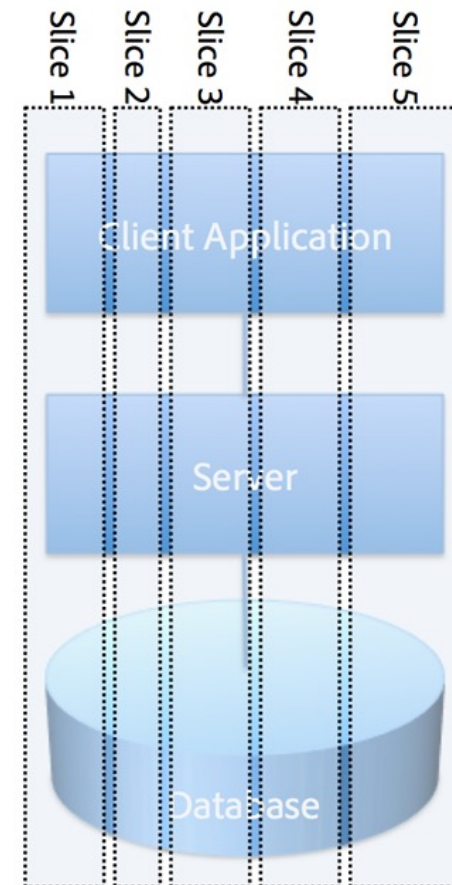 Slice 1
Slice 2
Slice 3
Slice 4
Slice 5
Client Application
Server
Database